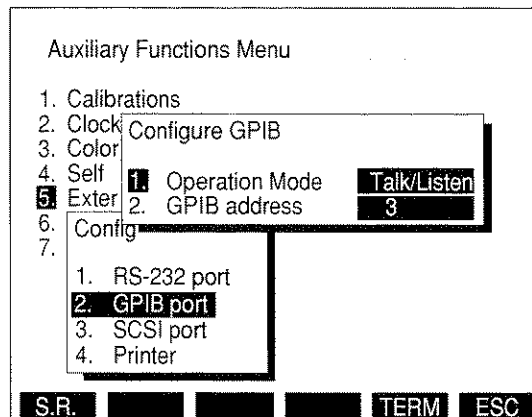 Auxiliary Functions Menu
1. Calibrations
2. Clock
3. Color
4. Self
5. Exter
6.
7.
Configure GPIB
1. Operation Mode Talk/Listen
2. GPIB address 3
Config
1. RS-232 port
2. GPIB port
3. SCSI port
4. Printer
S.R. TERM ESC